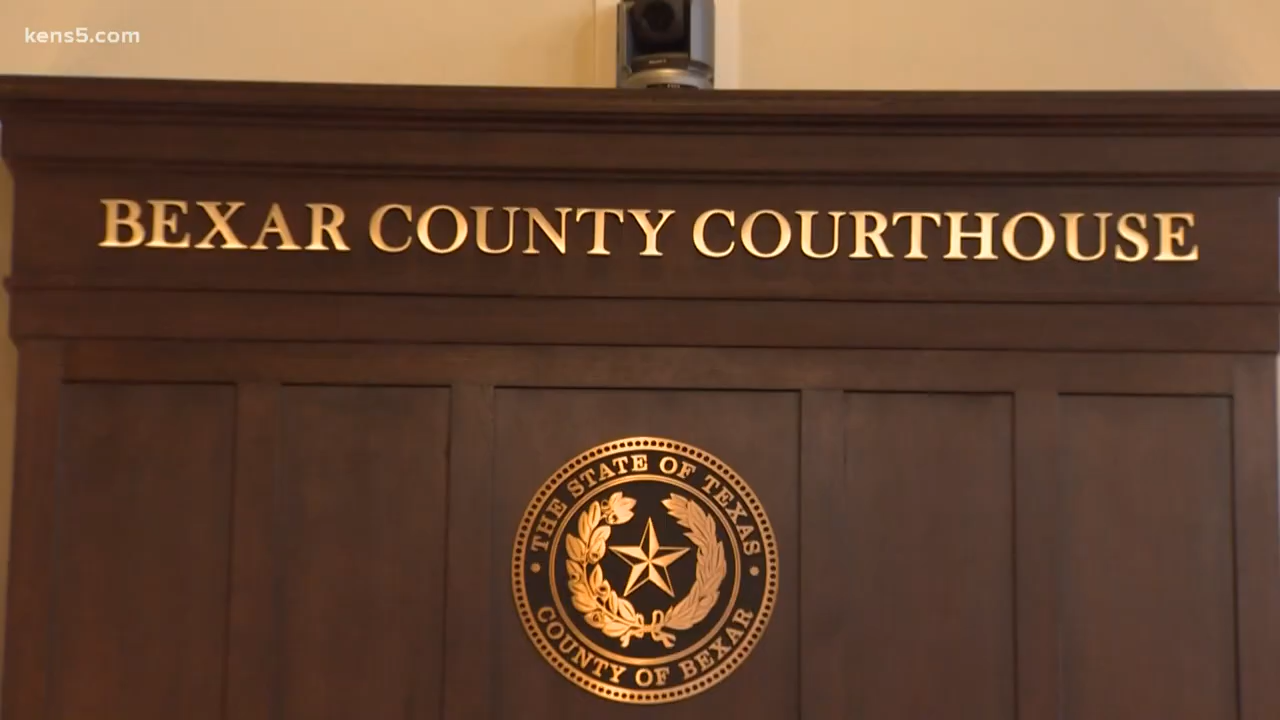 kens5.com
BEXAR COUNTY COURTHOUSE
THE STATE OF TEXAS
COUNTY OF BEXAR